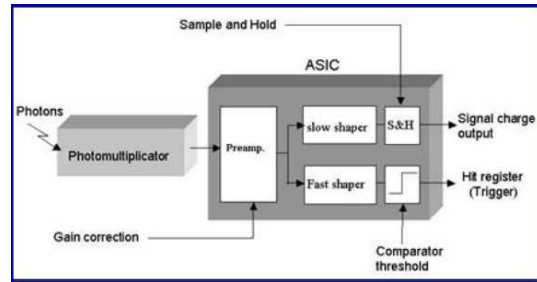 Sample and Hold
ASIC
Photons
Photomultiplicator
Preamp.
slow shaper
S&H
Signal charge
output
Fast shaper
Hit register
(Trigger)
Gain correction
Comparator
threshold